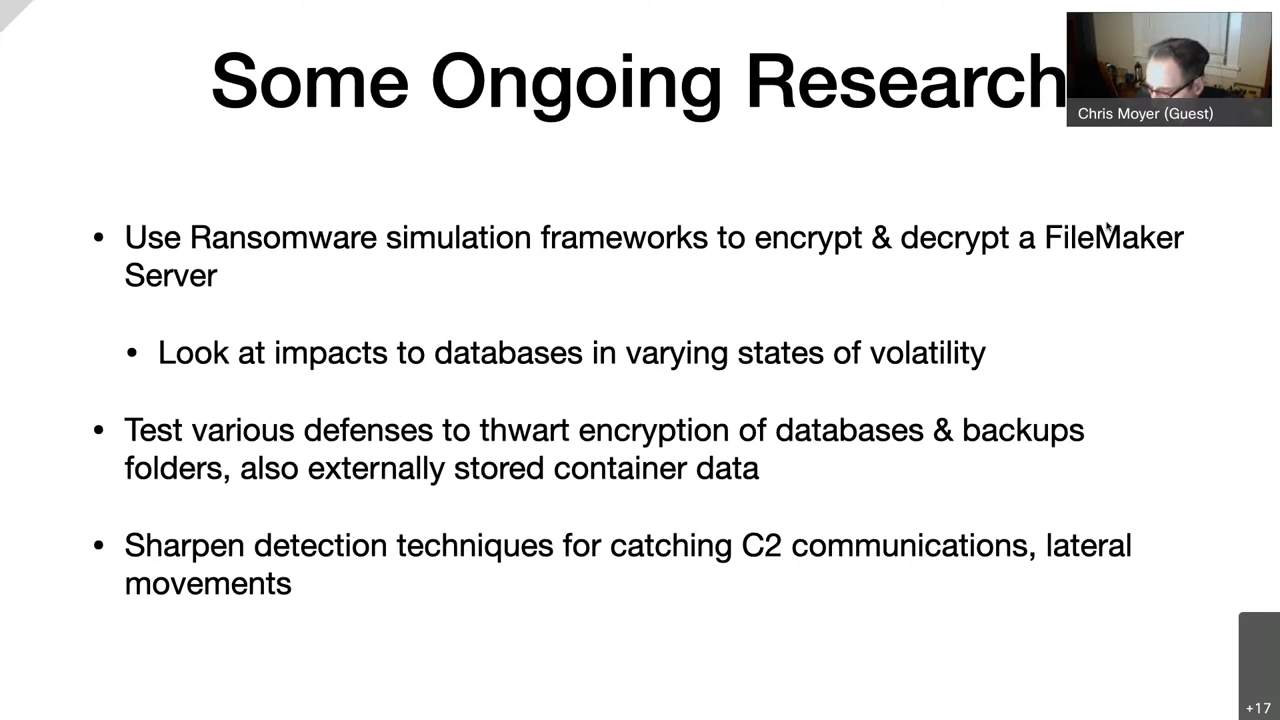 Some Ongoing Research
Chris Moyer (Guest)
• Use Ransomware simulation frameworks to encrypt & decrypt a FileMaker
Server
• Look at impacts to databases in varying states of volatility
• Test various defenses to thwart encryption of databases & backups
folders, also externally stored container data
• Sharpen detection techniques for catching C2 communications, lateral
movements
+17